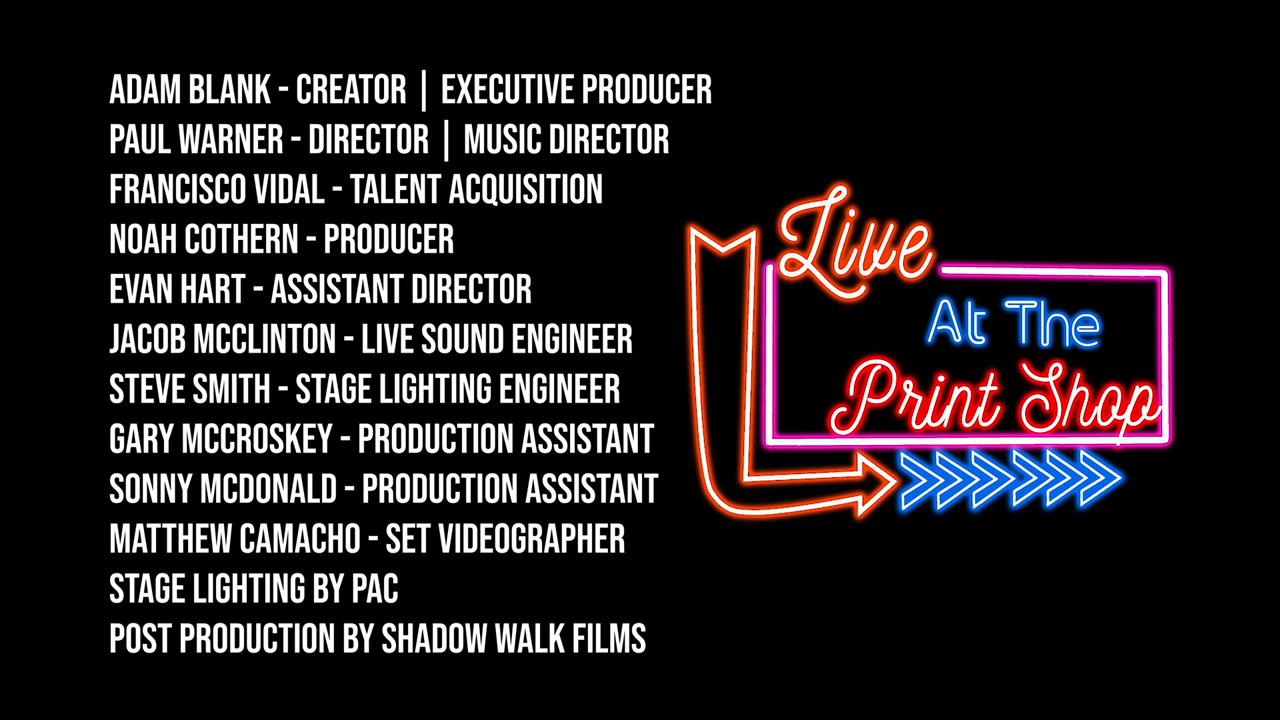 ADAM BLANK - CREATOR | EXECUTIVE PRODUCER
PAUL WARNER - DIRECTOR | MUSIC DIRECTOR
FRANCISCO VIDAL - TALENT ACQUISITION
NOAH COTHERN - PRODUCER
EVAN HART - ASSISTANT DIRECTOR
JACOB MCCLINTON - LIVE SOUND ENGINEER
STEVE SMITH - STAGE LIGHTING ENGINEER
GARY MCCROSKEY - PRODUCTION ASSISTANT
SONNY MCDONALD - PRODUCTION ASSISTANT
MATTHEW CAMACHO - SET VIDEOGRAPHER
STAGE LIGHTING BY PAC
POST PRODUCTION BY SHADOW WALK FILMS
Live
At The
Print Shop